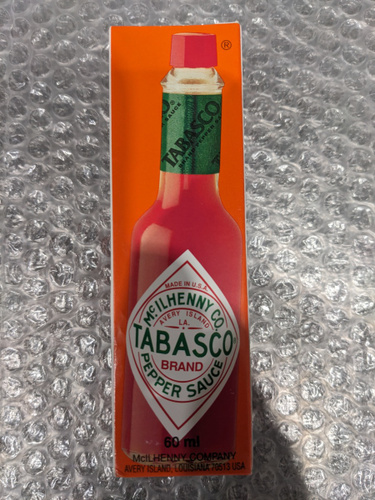 ®
TABASCO
MADE IN U.S.A.
McILHENNY CO.
AVERY ISLAND
LA.
TABASCO®
BRAND
PEPPER SAUCE
60 ml
McILHENNY COMPANY
AVERY ISLAND, LOUISIANA 70513 USA